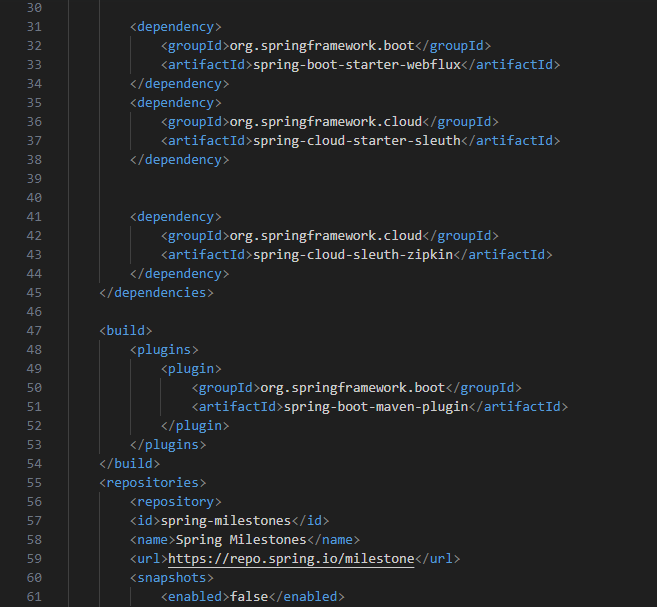 30
31 <dependency>
32 <groupId>org.springframework.boot</groupId>
33 <artifactId>spring-boot-starter-webflux</artifactId>
34 </dependency>
35 <dependency>
36 <groupId>org.springframework.cloud</groupId>
37 <artifactId>spring-cloud-starter-sleuth</artifactId>
38 </dependency>
39
40
41 <dependency>
42 <groupId>org.springframework.cloud</groupId>
43 <artifactId>spring-cloud-sleuth-zipkin</artifactId>
44 </dependency>
45 </dependencies>
46
47 <build>
48 <plugins>
49 <plugin>
50 <groupId>org.springframework.boot</groupId>
51 <artifactId>spring-boot-maven-plugin</artifactId>
52 </plugin>
53 </plugins>
54 </build>
55 <repositories>
56 <repository>
57 <id>spring-milestones</id>
58 <name>Spring Milestones</name>
59 <url>https://repo.spring.io/milestone</url>
60 <snapshots>
61 <enabled>false</enabled>